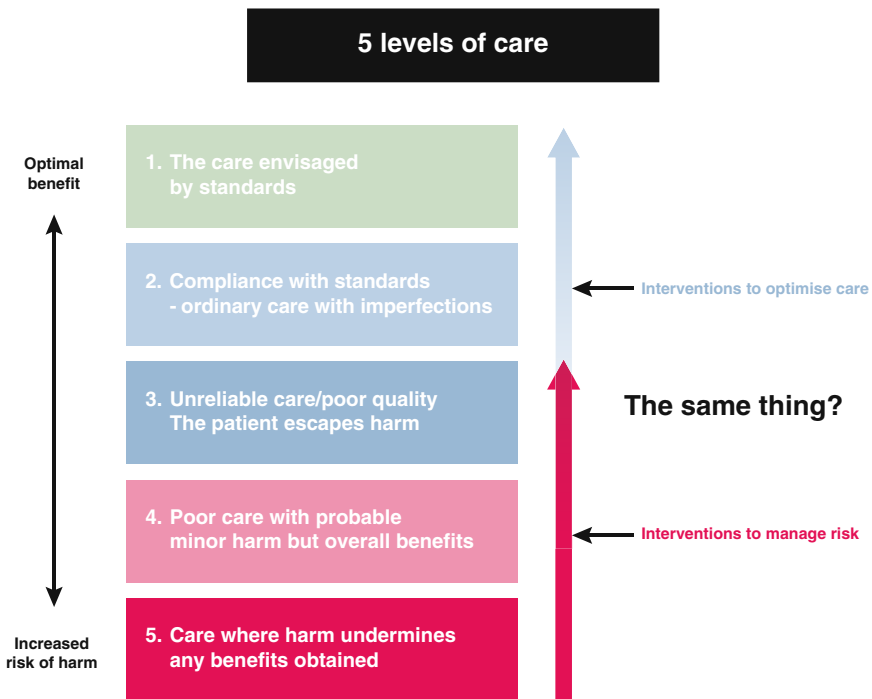 5 levels of care
Optimal
benefit
1. The care envisaged
by standards
2. Compliance with standards
- ordinary care with imperfections
Interventions to optimise care
3. Unreliable care/poor quality
The patient escapes harm
The same thing?
4. Poor care with probable
minor harm but overall benefits
Interventions to manage risk
5. Care where harm undermines
any benefits obtained
Increased
risk of harm